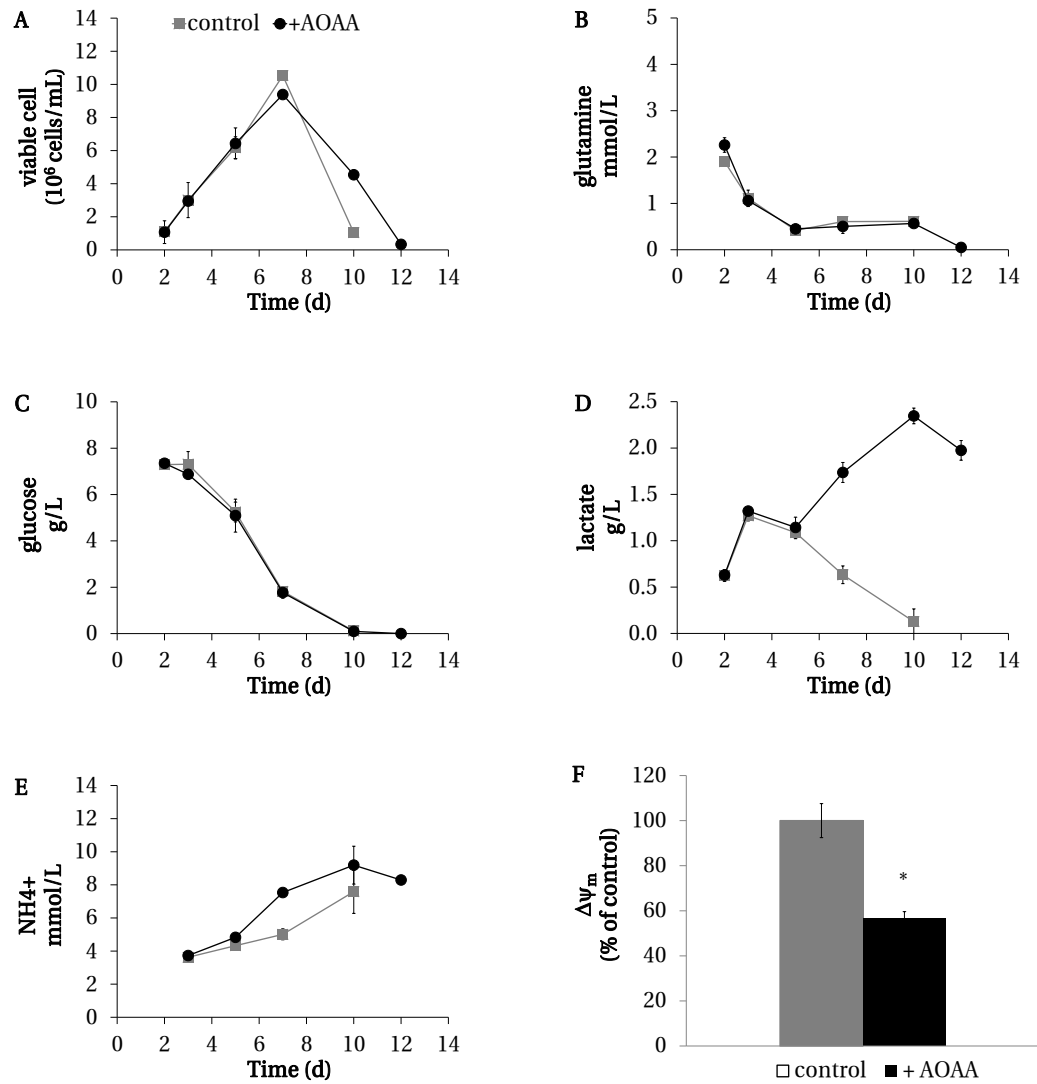 A
control +AOAA
viable cell
(10⁶ cells/mL)
14
12
10
8
6
4
2
0
0 2 4 6 8 10 12 14
Time (d)
B
glutamine
mmol/L
5
4
3
2
1
0
0 2 4 6 8 10 12 14
Time (d)
C
glucose
g/L
10
8
6
4
2
0
0 2 4 6 8 10 12 14
Time (d)
D
lactate
g/L
2.5
2.0
1.5
1.0
0.5
0.0
0 2 4 6 8 10 12 14
Time (d)
E
NH4+
mmol/L
14
12
10
8
6
4
2
0
0 2 4 6 8 10 12 14
Time (d)
F
Δψm
(% of control)
120
100
80
60
40
20
0
*
control + AOAA